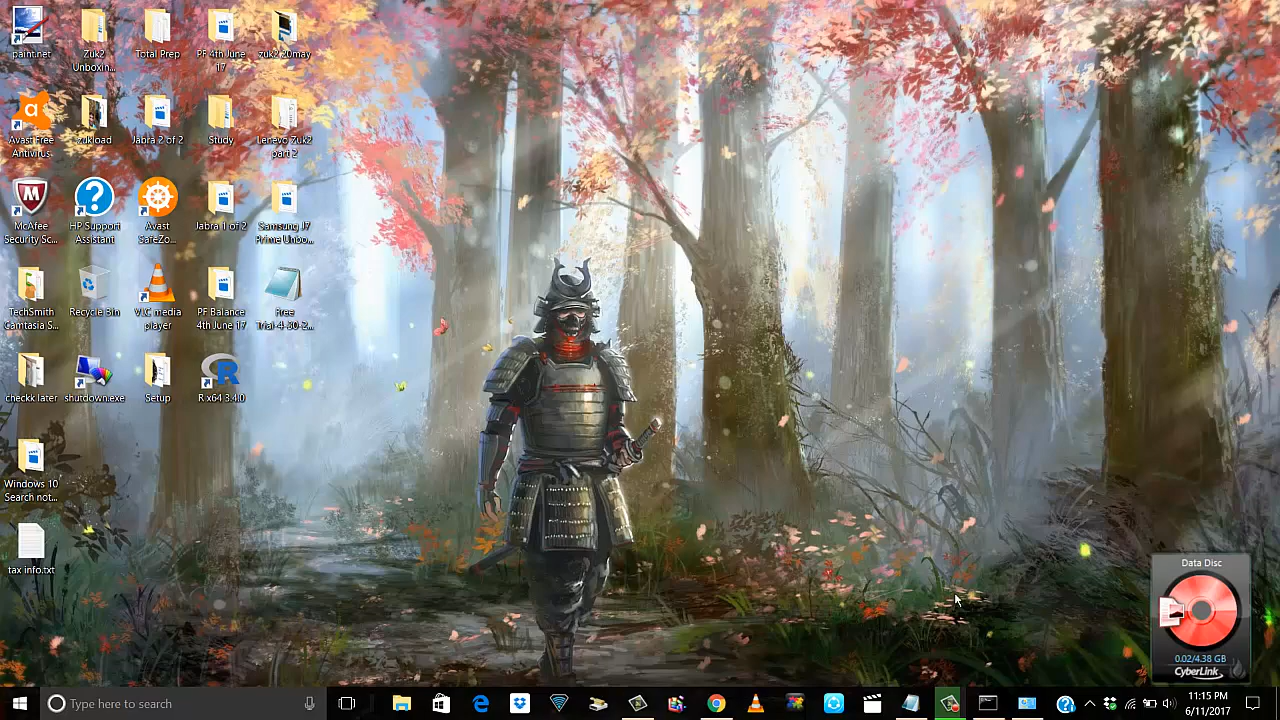 paint.net
Zuk2
Unboxin...
Total Prep
PF 4th June
17
zuk2 20may
a
Avast Free
Antivirus
zukload
Jabra 2 of 2
Study
Lenovo Zuk2
part 2
M
McAfee
Security Sc...
?
HP Support
Assistant
Avast
SafeZo...
Jabra 1 of 2
Samsung J7
Prime Unbo...
TechSmith
Camtasia S...
Recycle Bin
VLC media
player
PF Balance
4th June 17
Free
Trial-4-30-2...
checkk later
shutdown.exe
Setup
R
R x64 3.4.0
Windows 10
Search not...
tax info.txt
Data Disc
0.02/4.38 GB
CyberLink
Type here to search
11:15 PM
6/11/2017